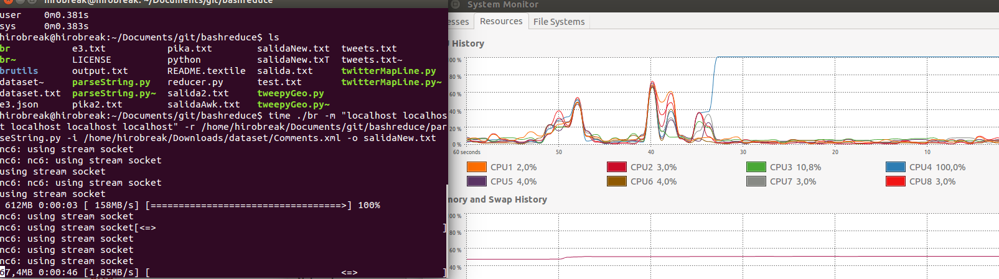 hirobreak@hirobreak: ~/Documents/git/bashreduce
user    0m0.381s
sys     0m0.383s
hirobreak@hirobreak:~/Documents/git/bashreduce$ ls
br           e3.txt          pika.txt         salidaNew.txt  tweets.txt
br~          LICENSE         python           salidaNew.txT  tweets.txt~
brutils      output.txt      README.textile   salida.txt     twitterMapLine.py
dataset~     parseString.py  reducer.py       test.txt       twitterMapLine.py~
dataset.txt  parseString.py~ salida2.txt      tweepyGeo.py
e3.json      pika2.txt       salidaAwk.txt    tweepyGeo.py~
hirobreak@hirobreak:~/Documents/git/bashreduce$ time ./br -m "localhost localhos
t localhost localhost" -r /home/hirobreak/Documents/git/bashreduce/par
seString.py -i /home/hirobreak/Downloads/dataset/Comments.xml -o salidaNew.txt
nc6: using stream socket
nc6: nc6: using stream socket
using stream socket
nc6: nc6: using stream socket
using stream socket
612MB 0:00:03 [ 158MB/s] [==================================>] 100%
nc6: using stream socket
nc6: using stream socket[<=>                                        ]
nc6: using stream socket
nc6: using stream socket
nc6: using stream socket
67,4MB 0:00:46 [1,85MB/s] [                    <=>                ]
System Monitor
esses
Resources
File Systems
History
00 %
80 %
60 %
40 %
20 %
0 %
60 seconds
50
40
30
20
10
CPU1 2,0%
CPU2 3,0%
CPU3 10,8%
CPU4 100,0%
CPU5 4,0%
CPU6 4,0%
CPU7 3,0%
CPU8 3,0%
mory and Swap History
00 %
80 %
60 %
40 %